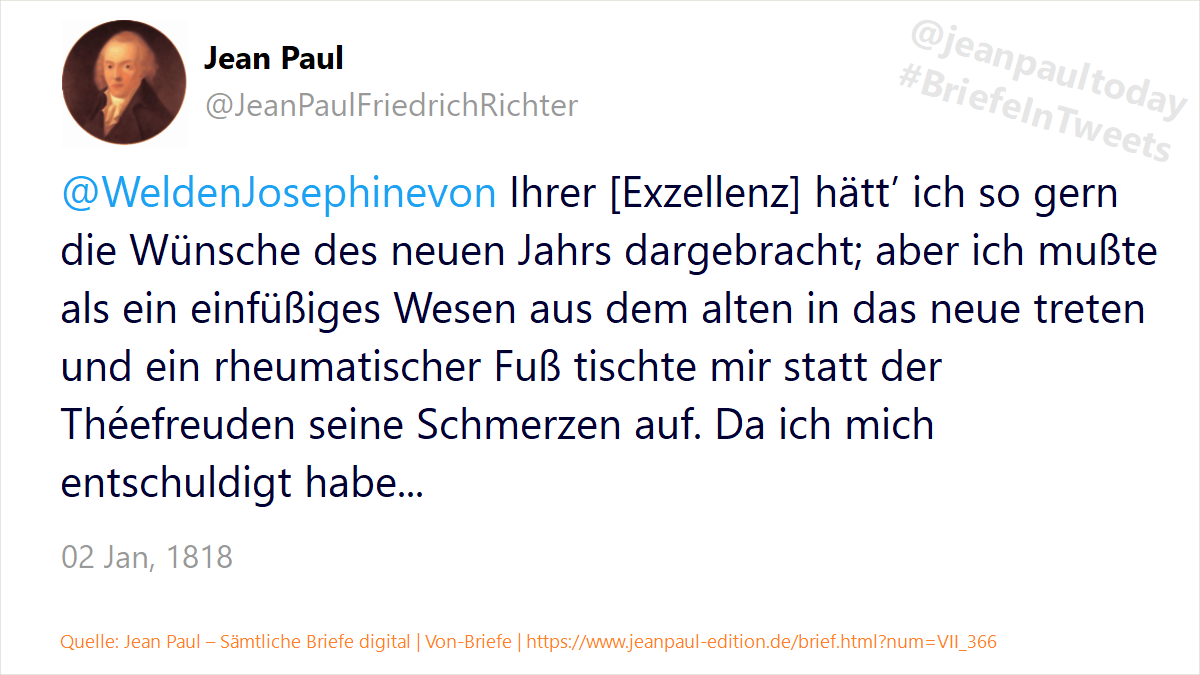 Jean Paul
@JeanPaulFriedrichRichter
@jeanpaultoday
#BriefeInTweets
@WeldenJosephinevon Ihrer [Exzellenz] hätt’ ich so gern
die Wünsche des neuen Jahrs dargebracht; aber ich mußte
als ein einfüßiges Wesen aus dem alten in das neue treten
und ein rheumatischer Fuß tischte mir statt der
Théefreuden seine Schmerzen auf. Da ich mich
entschuldigt habe...
02 Jan, 1818
Quelle: Jean Paul – Sämtliche Briefe digital | Von-Briefe | https://www.jeanpaul-edition.de/brief.html?num=VII_366